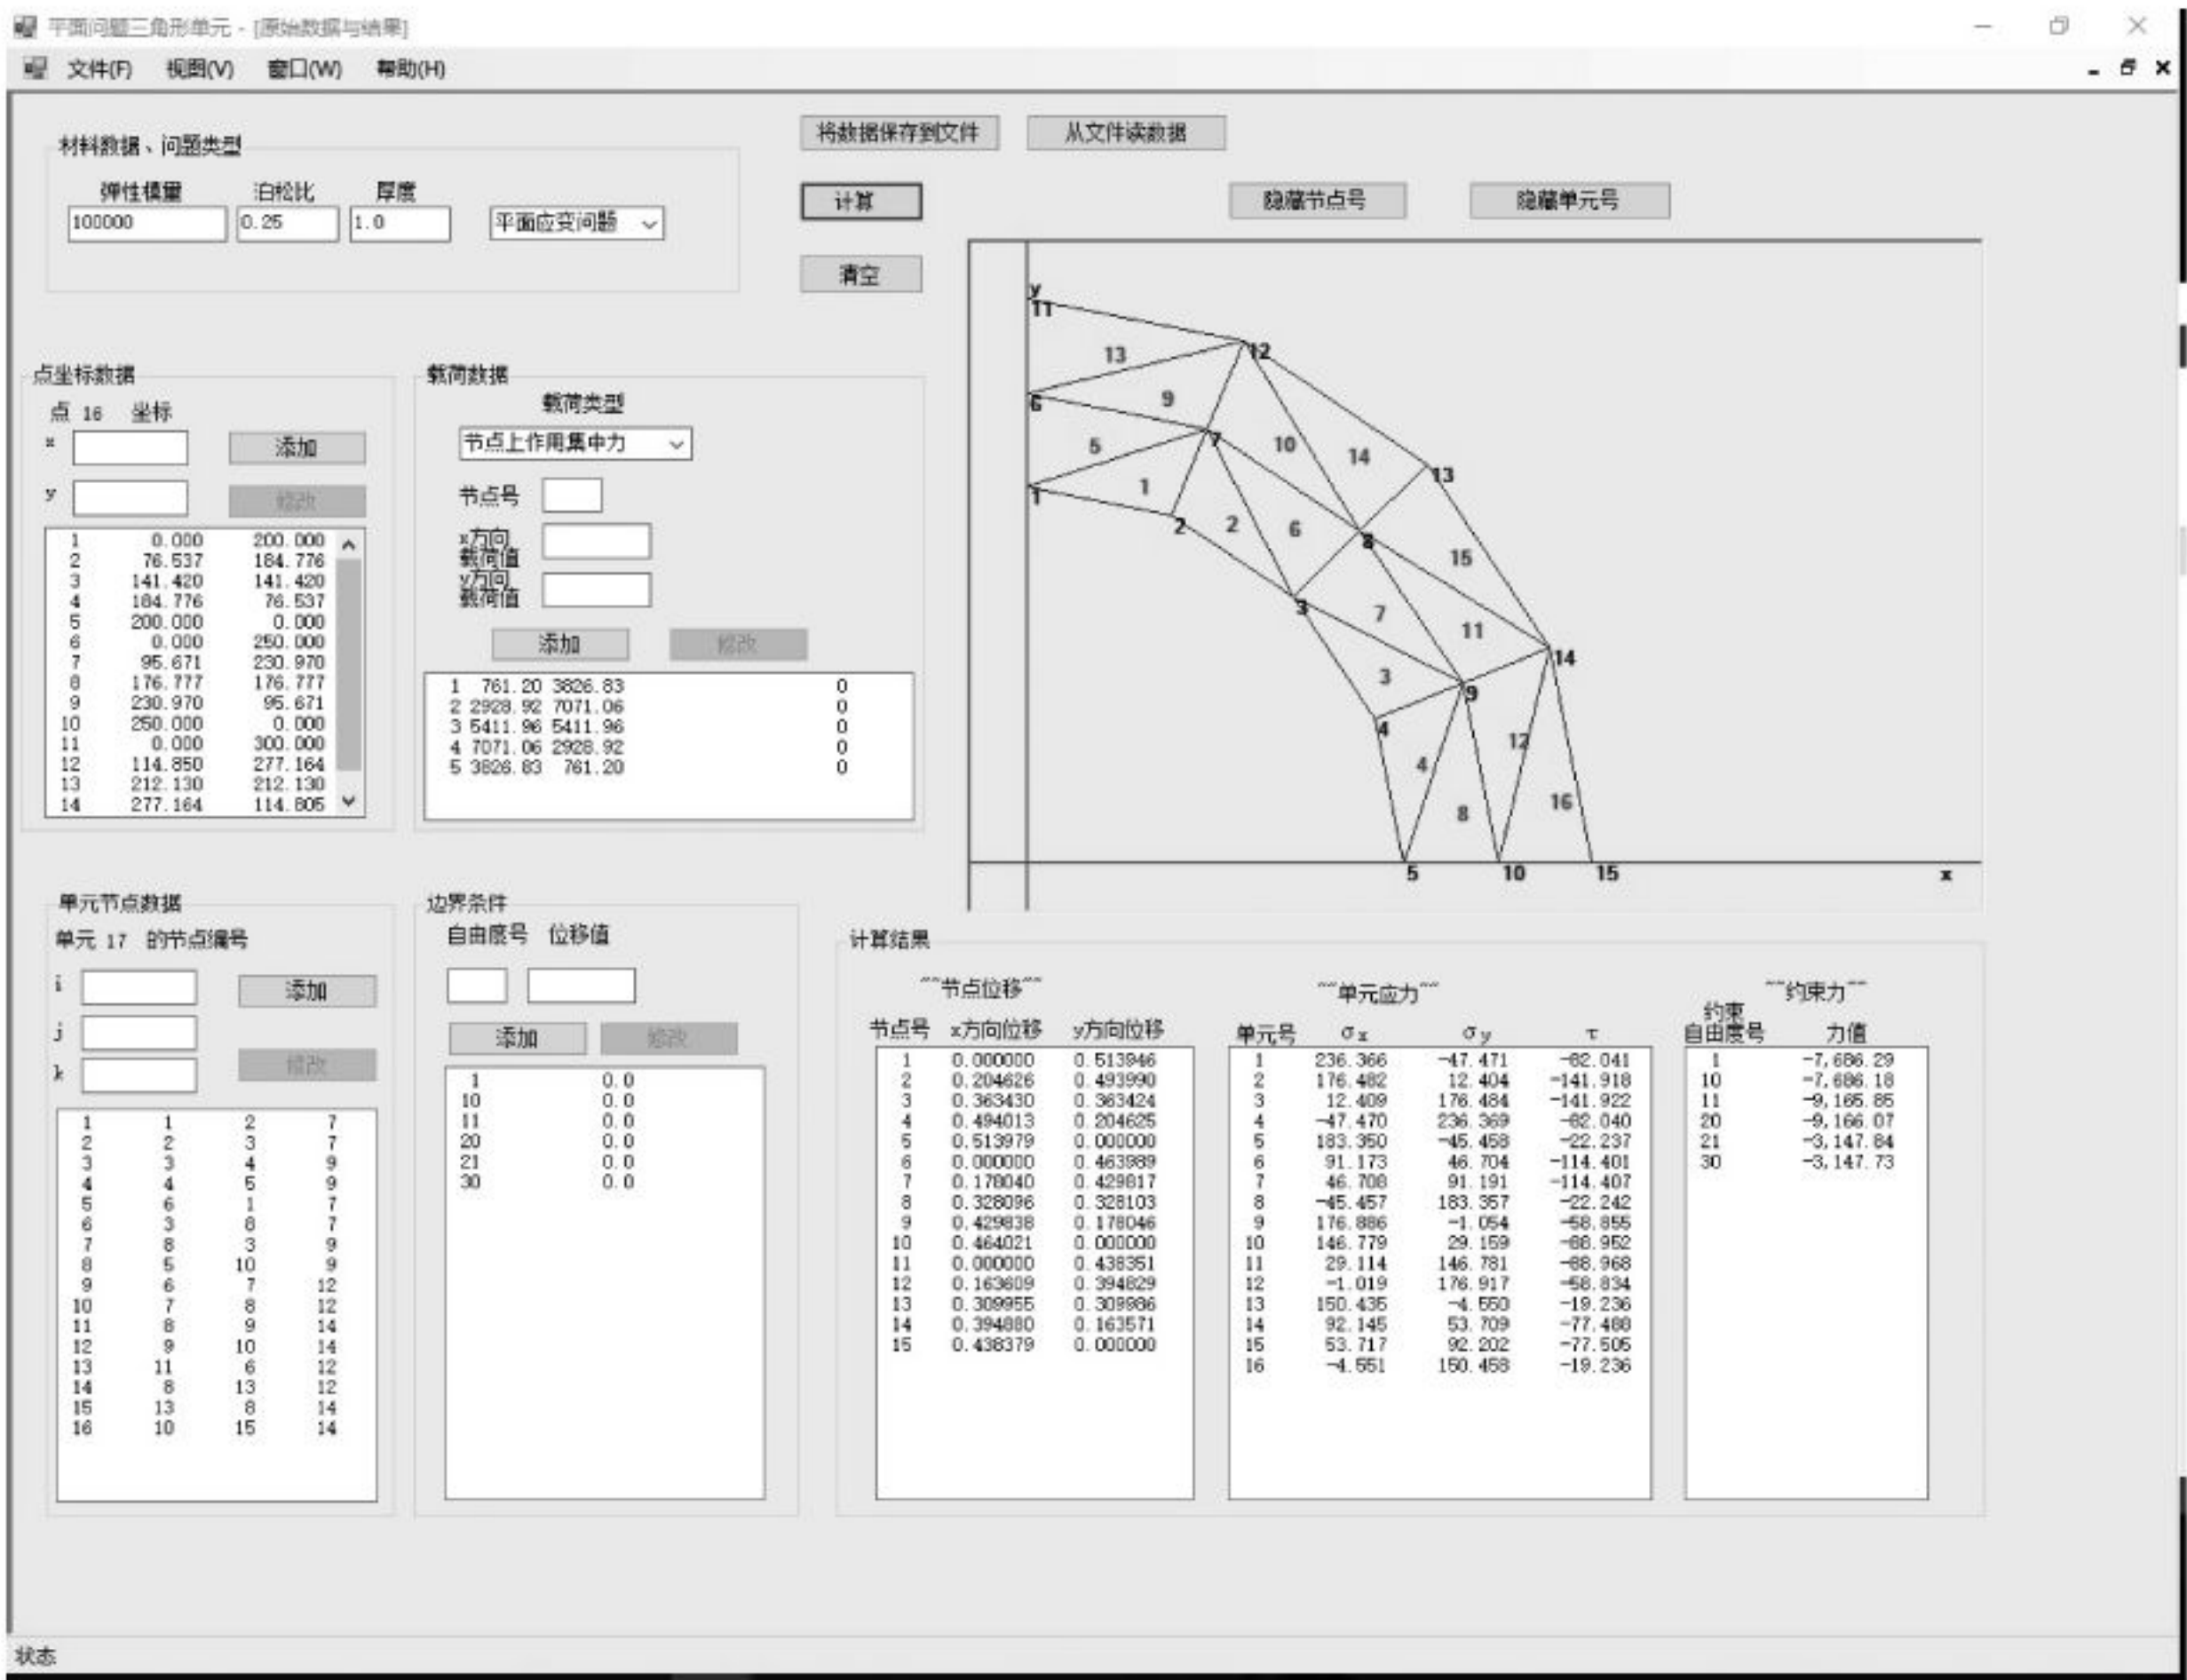 平面问题三角形单元 - [原始数据与结果]
文件(F) 视图(V) 窗口(W) 帮助(H)
材料数据、问题类型
弹性模量 泊松比 厚度
100000 0.25 1.0 平面应变问题
将数据保存到文件 从文件读数据
计算 隐藏节点号 隐藏单元号
清空
点坐标数据
点 16 坐标
x 添加
y 修改
1 0.000 200.000
2 76.537 184.776
3 141.420 141.420
4 184.776 76.537
5 200.000 0.000
6 0.000 250.000
7 95.671 230.970
8 176.777 176.777
9 230.970 95.671
10 250.000 0.000
11 0.000 300.000
12 114.850 277.164
13 212.130 212.130
14 277.164 114.805
载荷数据
载荷类型
节点上作用集中力
节点号
x方向
载荷值
y方向
载荷值
添加 修改
1 761.20 3826.83 0
2 2928.92 7071.06 0
3 5411.96 5411.96 0
4 7071.06 2928.92 0
5 3826.83 761.20 0
y
11
12
13
6
9
7
5
10
14
13
1
1
2
2
6
8
15
3
7
11
14
3
9
4
12
4
8
16
5 10 15 x
单元节点数据
单元 17 的节点编号
i 添加
j
k 修改
1 1 2 7
2 2 3 7
3 3 4 9
4 4 5 9
5 6 1 7
6 3 8 7
7 8 3 9
8 5 10 9
9 6 7 12
10 7 8 12
11 8 9 14
12 9 10 14
13 11 6 12
14 8 13 12
15 13 8 14
16 10 15 14
边界条件
自由度号 位移值
添加 修改
1 0.0
10 0.0
11 0.0
20 0.0
21 0.0
30 0.0
计算结果
~~节点位移~~
节点号 x方向位移 y方向位移
1 0.000000 0.513946
2 0.204626 0.493990
3 0.363430 0.363424
4 0.494013 0.204625
5 0.513979 0.000000
6 0.000000 0.463989
7 0.178040 0.429817
8 0.328096 0.328103
9 0.429838 0.178046
10 0.464021 0.000000
11 0.000000 0.438351
12 0.163609 0.394829
13 0.309955 0.309986
14 0.394880 0.163571
15 0.438379 0.000000
~~单元应力~~
单元号 σx σy τ
1 236.366 -47.471 -82.041
2 176.482 12.404 -141.918
3 12.409 176.484 -141.922
4 -47.470 236.369 -82.040
5 183.350 -45.458 -22.237
6 91.173 46.704 -114.401
7 46.708 91.191 -114.407
8 -45.457 183.357 -22.242
9 176.886 -1.054 -58.855
10 146.779 29.159 -88.952
11 29.114 146.781 -88.968
12 -1.019 176.917 -58.834
13 150.435 -4.550 -19.236
14 92.145 53.709 -77.488
15 53.717 92.202 -77.505
16 -4.551 150.458 -19.236
~~约束力~~
约束
自由度号 力值
1 -7,686.29
10 -7,686.18
11 -9,165.85
20 -9,166.07
21 -3,147.84
30 -3,147.73
状态